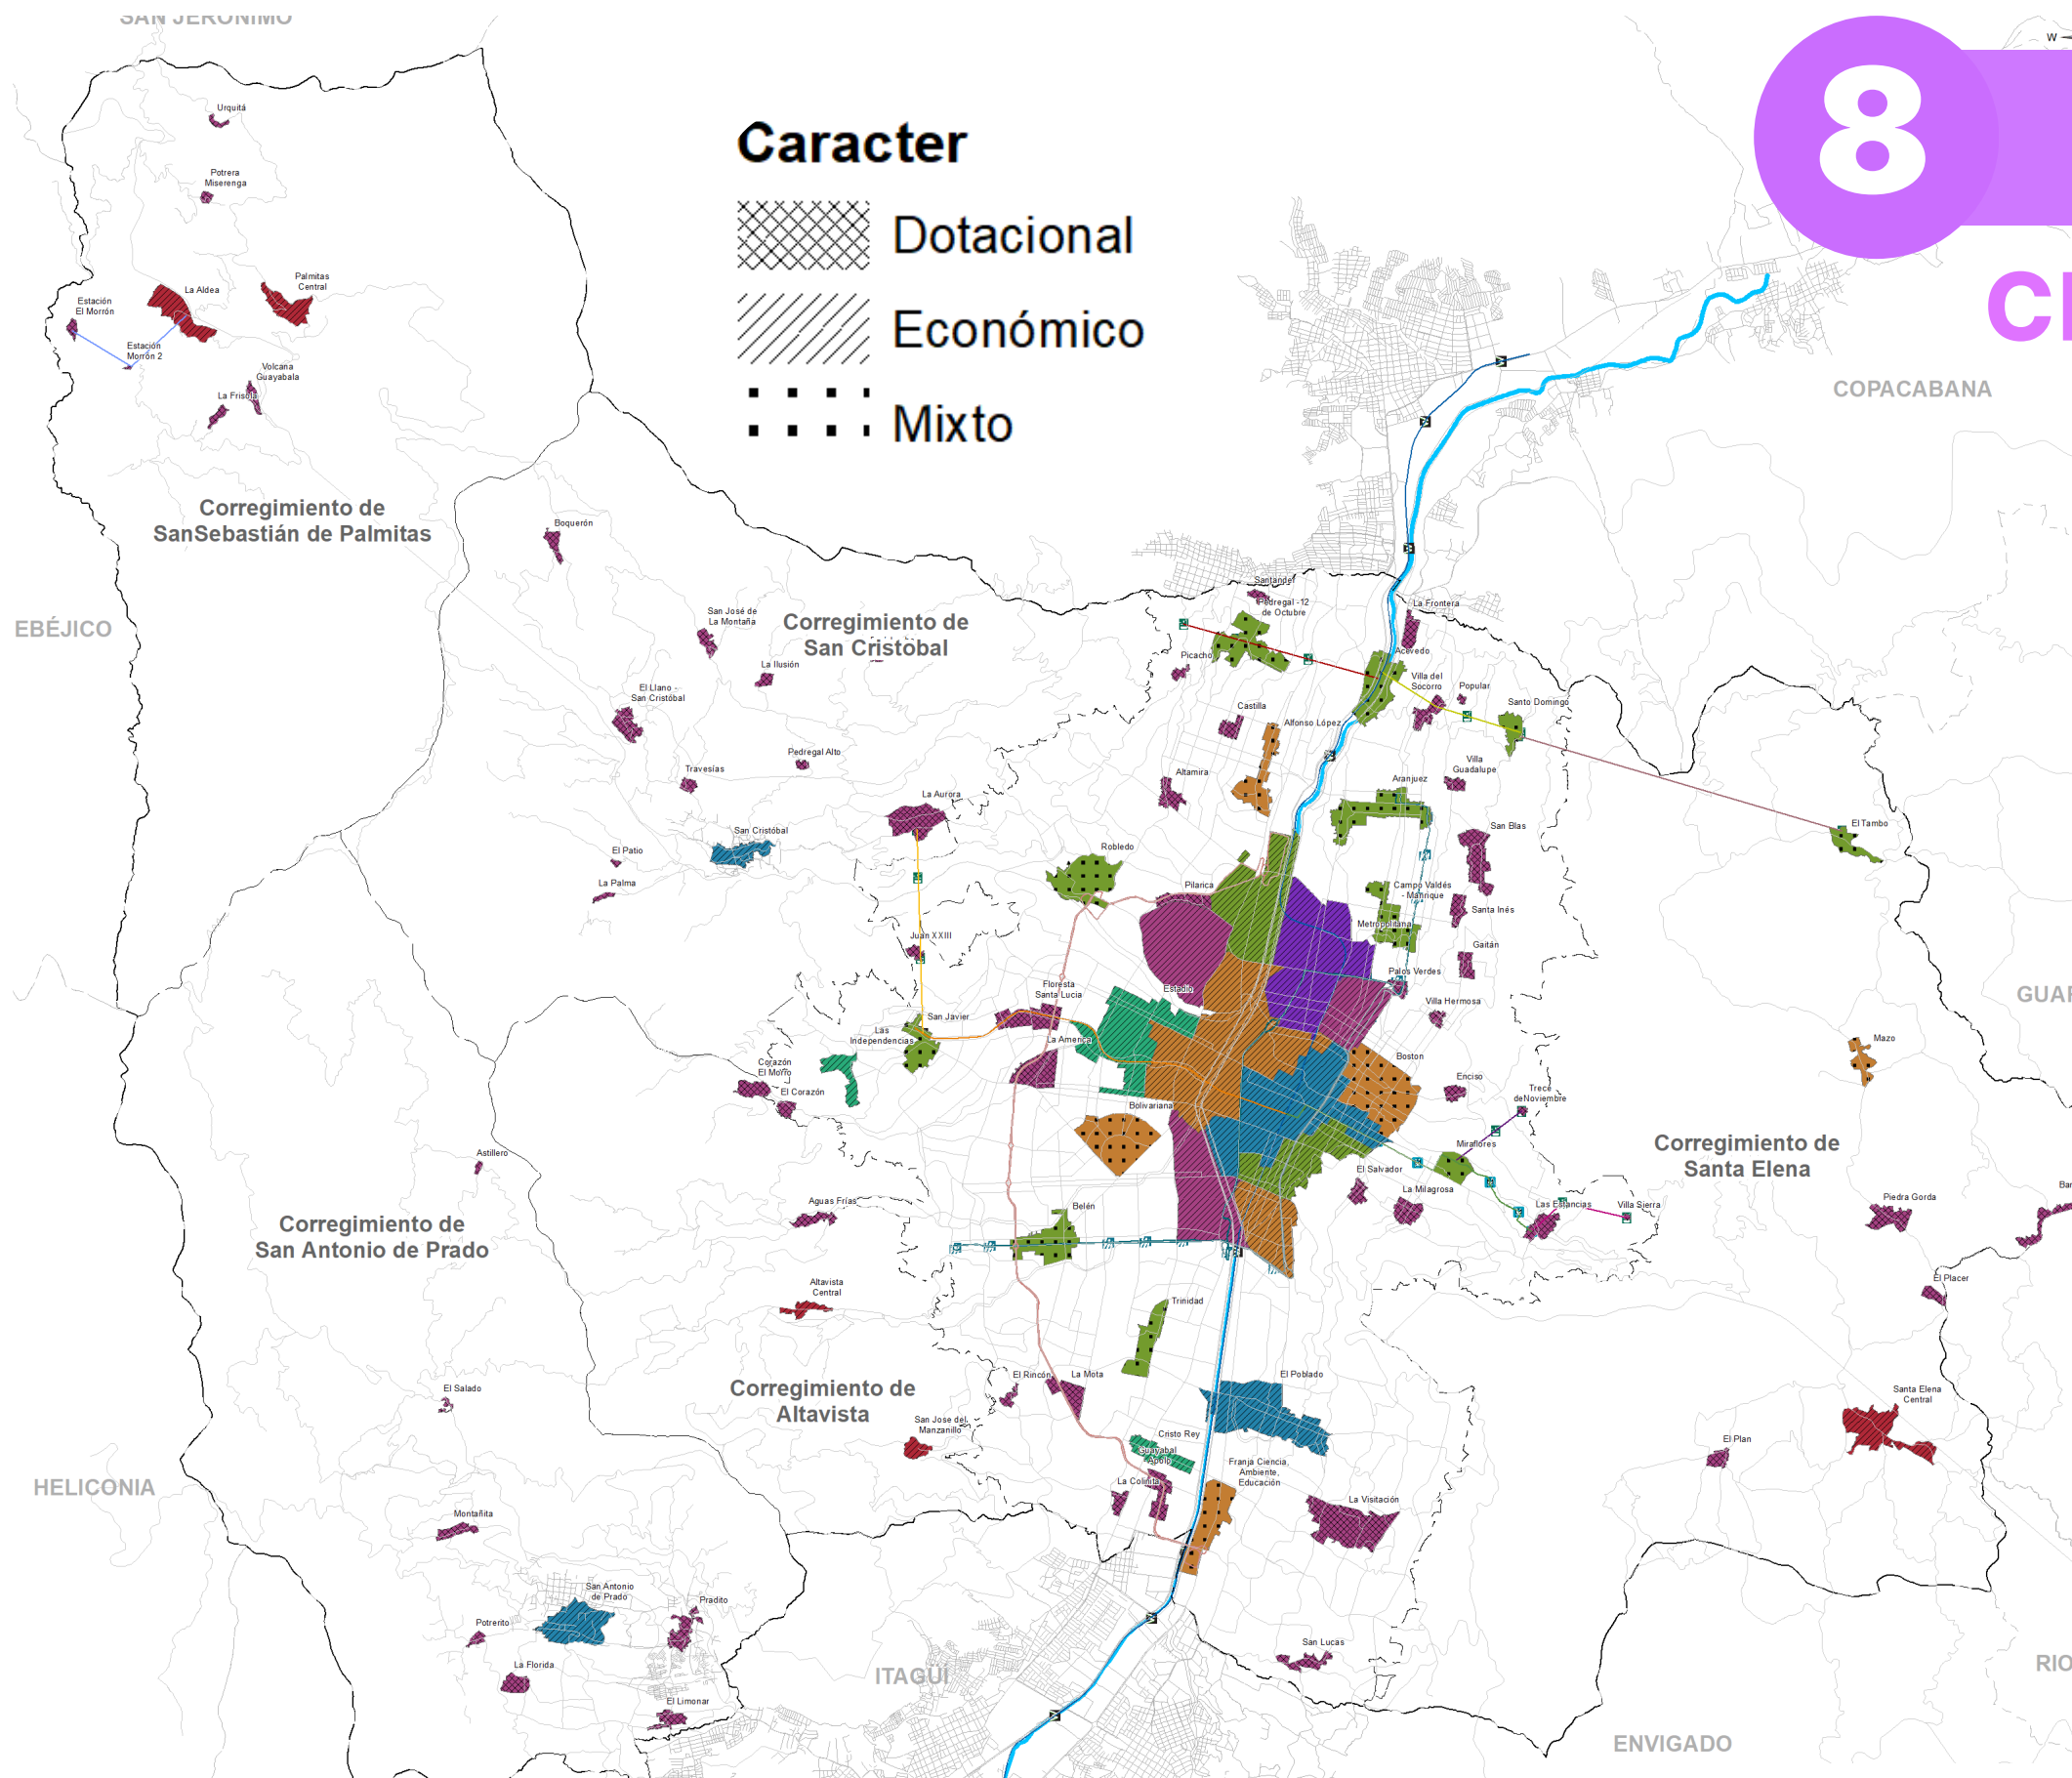 SAN JERÓNIMO
W
8
Urquitá
Caracter
Potrera
Miserenga
Dotacional
Palmitas
Central
La Aldea
Estación
El Morrón
Económico
Estación
Morrón 2
Volcana
Guayabala
La Frisola
COPACABANA
Mixto
Corregimiento de
SanSebastián de Palmitas
Boquerón
Santander
Pedregal -12
de Octubre
La Frontera
EBÉJICO
San José de
La Montaña
Corregimiento de
San Cristobal
La Ilusión
Picacho
Acevedo
Villa del
Socorro
Popular
Santo Domingo
El Llano -
San Cristóbal
Castilla
Alfonso López
Pedregal Alto
Travesías
Altamira
Villa
Guadalupe
Aranjuez
La Aurora
San Cristóbal
San Blas
El Tambo
El Patio
Robledo
La Palma
Pilarica
Campo Valdés
- Manrique
Santa Inés
Metropolitana
Juan XXIII
Gaitán
Palos Verdes
Floresta
Santa Lucia
Estadio
GUAR
Villa Hermosa
San Javier
Las
Independencias
La America
Mazo
Boston
Corazón
El Morro
El Corazón
Enciso
Trece
deNoviembre
Bolivariana
Corregimiento de
Santa Elena
Miraflores
Astillero
El Salvador
La Milagrosa
Aguas Frías
Belén
Las Estancias
Villa Sierra
Piedra Gorda
Bar
Corregimiento de
San Antonio de Prado
Altavista
Central
El Placer
Trinidad
El Salado
Corregimiento de
Altavista
El Rincón
La Mota
El Poblado
Santa Elena
Central
San Jose del
Manzanillo
Cristo Rey
Guayabal
Apolo
El Plan
Franja Ciencia,
Ambiente,
Educación
La Colinita
HELICONIA
La Visitación
Montañita
San Antonio
de Prado
Pradito
Potrerito
San Lucas
La Florida
ITAGÜÍ
RIO
El Limonar
ENVIGADO